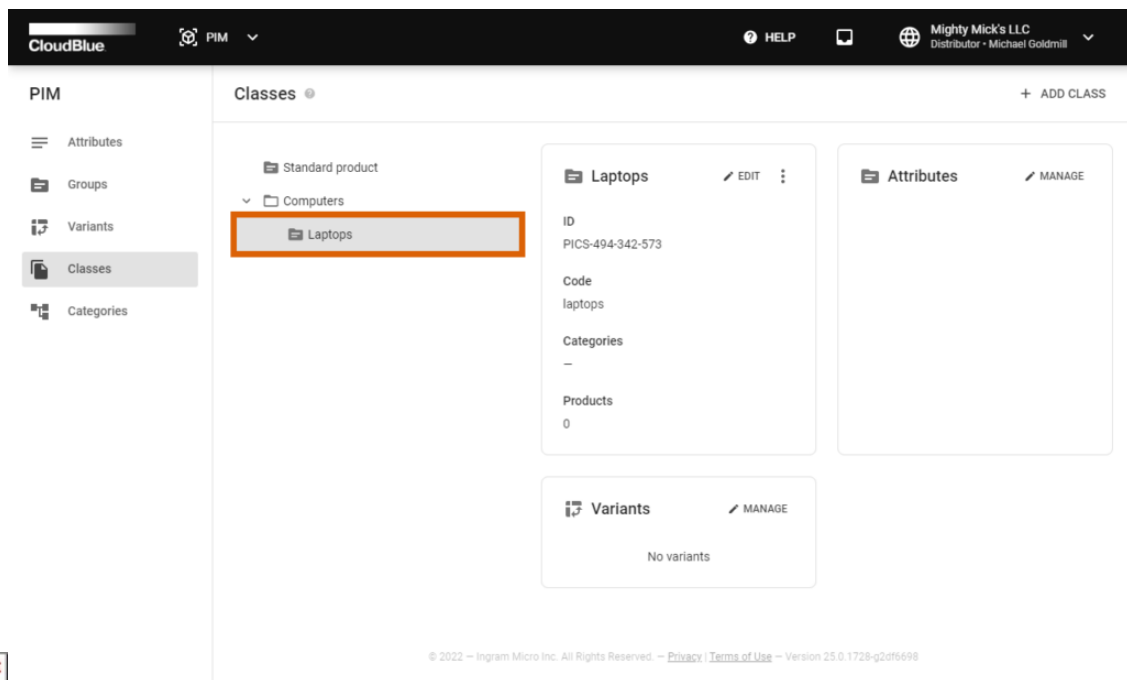 CloudBlue
PIM
HELP
Mighty Mick's LLC
Distributor • Michael Goldmill
PIM
Attributes
Groups
Variants
Classes
Categories
Classes
+ ADD CLASS
Standard product
Computers
Laptops
Laptops
EDIT
ID
PICS-494-342-573
Code
laptops
Categories
—
Products
0
Attributes
MANAGE
Variants
MANAGE
No variants
© 2022 — Ingram Micro Inc. All Rights Reserved. — Privacy | Terms of Use — Version 25.0.1728-g2df6698